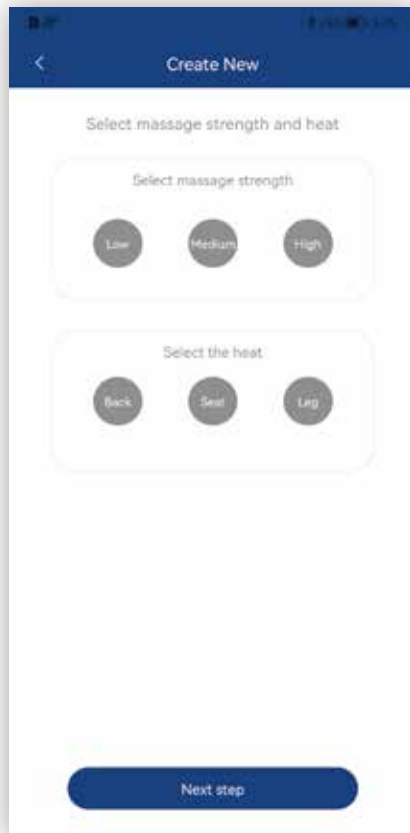 Create New
Select massage strength and heat
Select massage strength
Low Medium High
Select the heat
Back Seat Leg
Next step